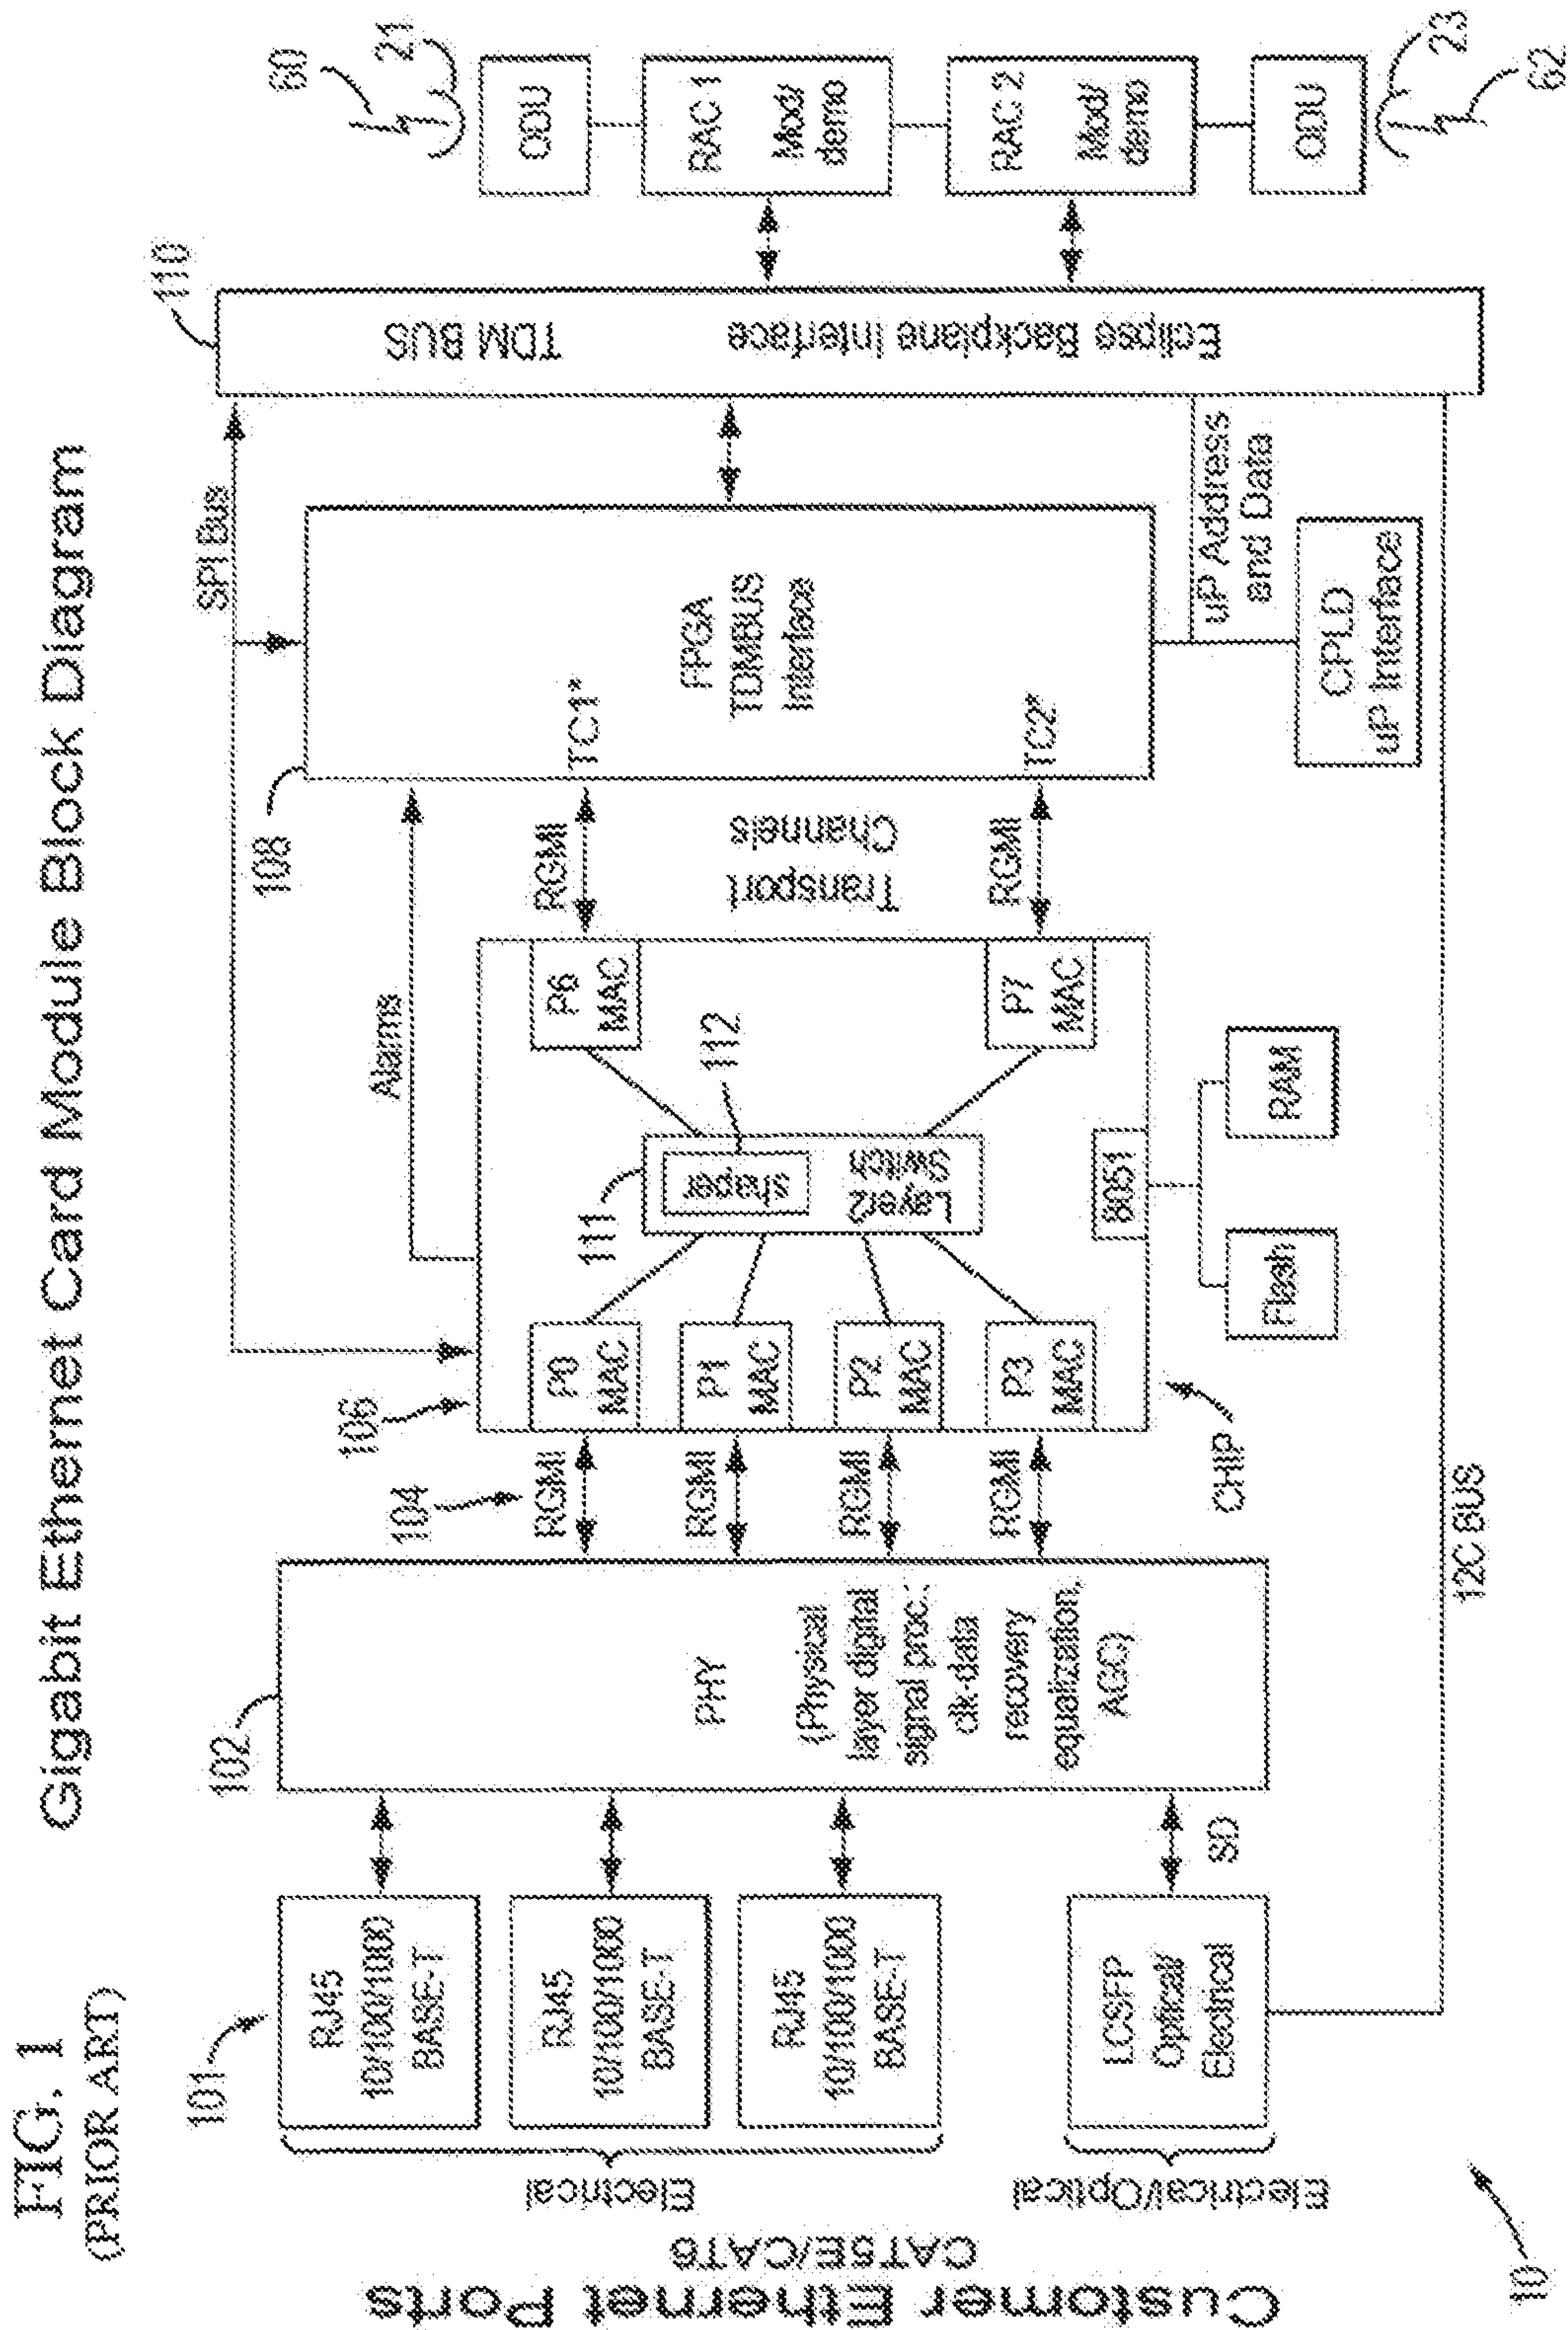 FIG. 1
(PRIOR ART)
Gigabit Ethernet Card Module Block Diagram
Customer Ethernet Ports
CAT5E/CAT6
Electrical
Electrical/Optical
10
101
RJ45
10/100/1000
BASE-T
RJ45
10/100/1000
BASE-T
RJ45
10/100/1000
BASE-T
LCSFP
Optical/
Electrical
SD
102
PHY
(Physical
layer digital
signal proc.
clk-data
recovery
equalization,
AGC)
104
RGMII
RGMII
RGMII
RGMII
106
CHIP
P0
MAC
P1
MAC
P2
MAC
P3
MAC
111
112
shaper
Layer2
Switch
8051
Flash
RAM
P6
MAC
P7
MAC
Alarms
SPI Bus
RGMII
Transport
Channels
RGMII
108
TC1*
TC2*
FPGA
TDMBUS
Interface
CPLD
uP Interface
uP Address
and Data
12C BUS
110
TDM BUS
Eclipse Backplane Interface
ODU
RAC 1
Mod/
demo
RAC 2
Mod/
demo
ODU
60
21
23
62